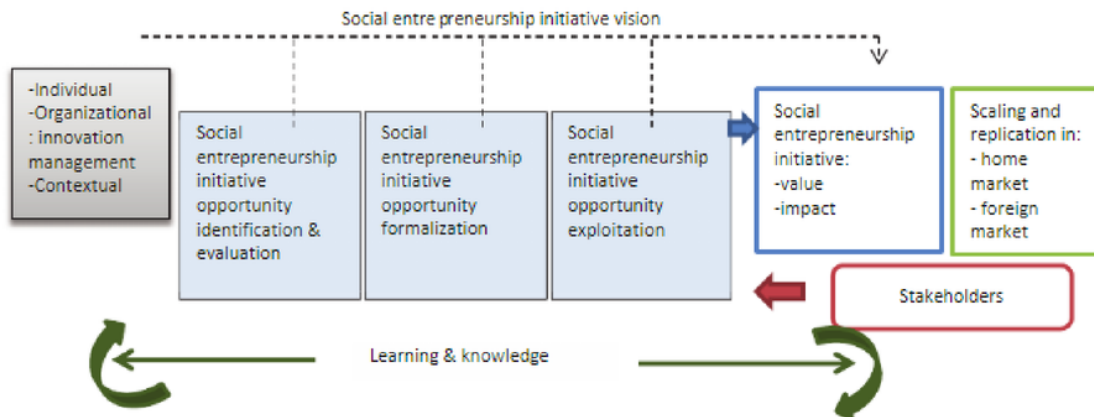 Social entre preneurship initiative vision
-Individual
-Organizational
: innovation
management
-Contextual
Social
entrepreneurship
initiative
opportunity
identification &
evaluation
Social
entrepreneurship
initiative
opportunity
formalization
Social
entrepreneurship
initiative
opportunity
exploitation
Social
entrepreneurship
initiative:
-value
-impact
Scaling and
replication in:
- home
market
- foreign
market
Stakeholders
Learning & knowledge